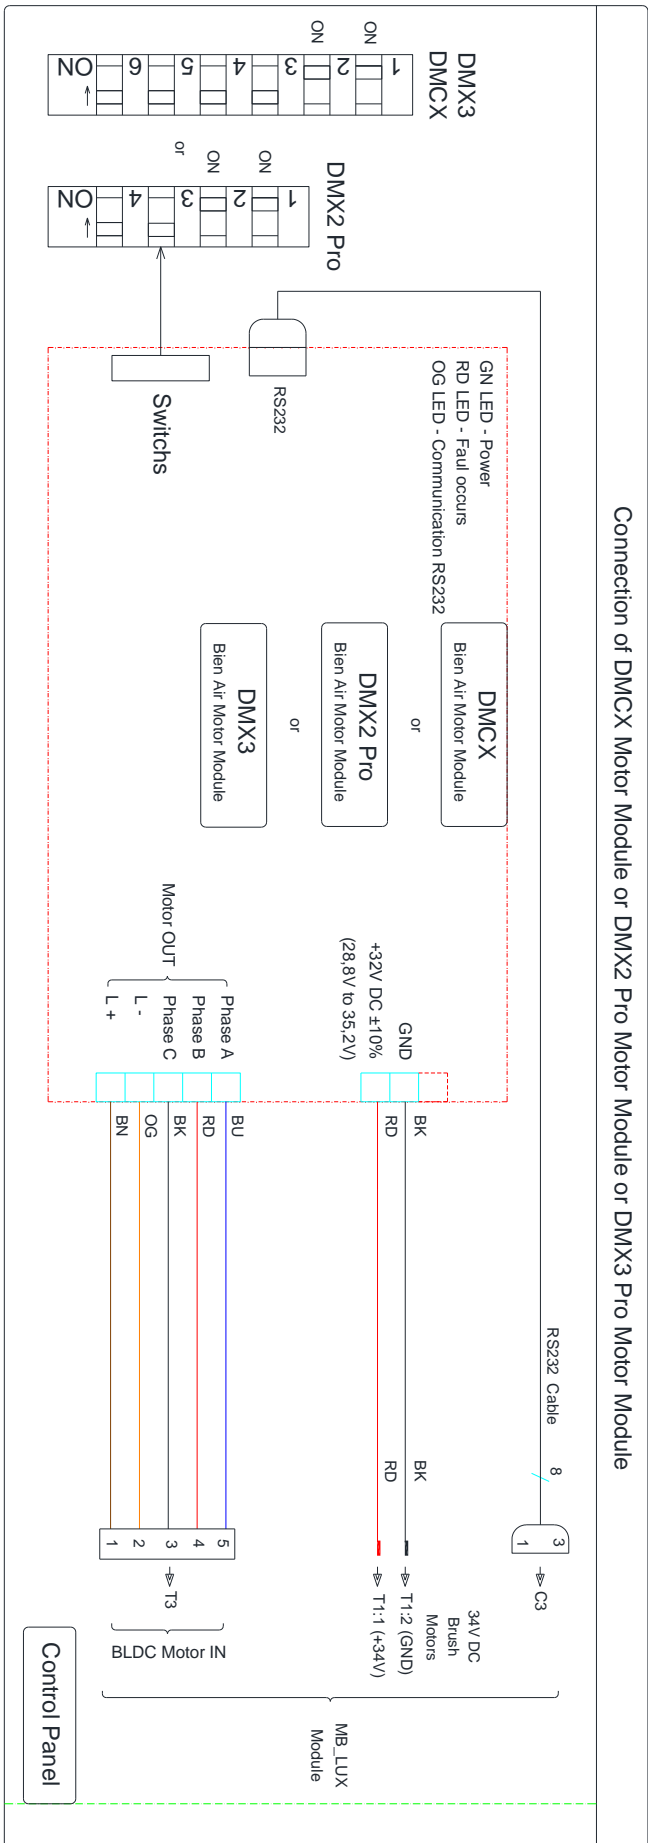 Connection of DMCX Motor Module or DMX2 Pro Motor Module or DMX3 Pro Motor Module
DMX3
DMCX
ON
ON
1
2
3
4
5
6
ON
DMX2 Pro
ON
ON
or
1
2
3
4
ON
Switchs
RS232
GN LED - Power
RD LED - Faul occurs
OG LED - Communication RS232
DMCX
Bien Air Motor Module
or
DMX2 Pro
Bien Air Motor Module
or
DMX3
Bien Air Motor Module
GND
+32V DC ±10%
(28,8V to 35,2V)
Motor OUT
Phase A
Phase B
Phase C
L -
L +
BK
RD
BU
RD
BK
OG
BN
RS232 Cable
8
3
1
C3
BK
RD
34V DC
Brush
Motors
T1:2 (GND)
T1:1 (+34V)
5
4
3
2
1
T3
BLDC Motor IN
MB_LUX
Module
Control Panel